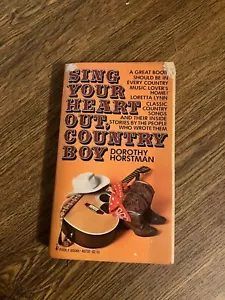 SING
YOUR
HEART
OUT,
COUNTRY
BOY
A GREAT BOOK
SHOULD BE IN
EVERY COUNTRY
MUSIC LOVER'S
HOME!
LORETTA LYNN
CLASSIC
COUNTRY
SONGS
AND THEIR INSIDE
STORIES BY THE PEOPLE
WHO WROTE THEM
DOROTHY
HORSTMAN